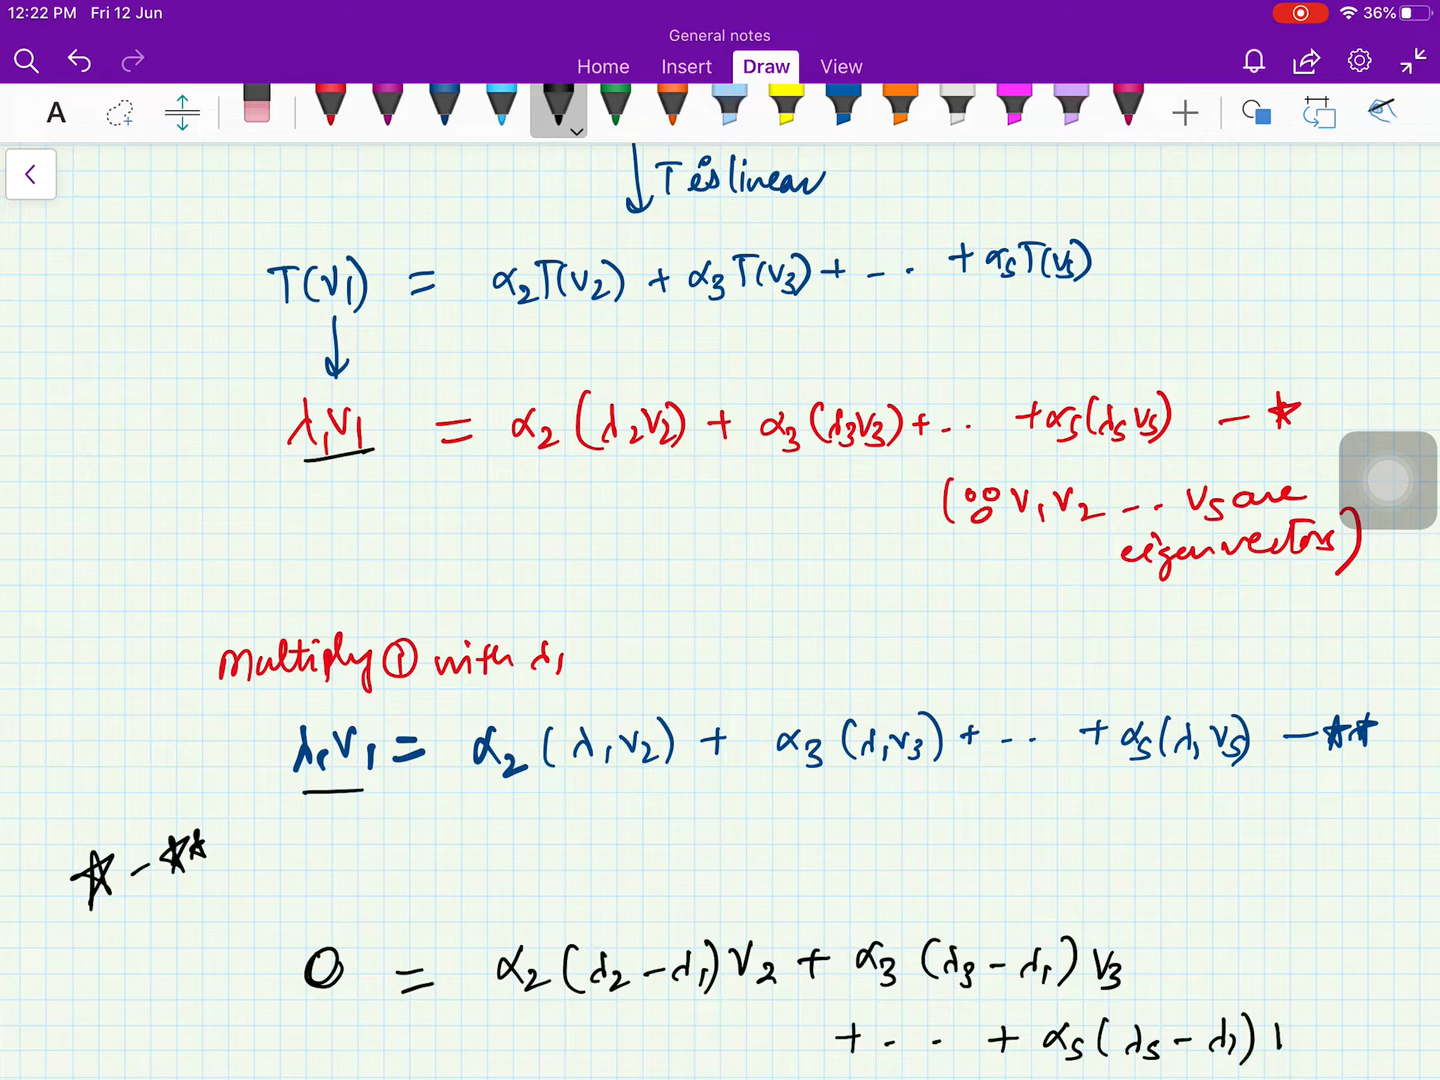 12:22 PM Fri 12 Jun 36%
General notes
Home Insert Draw View
A
T is linear
T(v₁) = α₂T(v₂) + α₃T(v₃) + - · · + αₛT(vₛ)
λ₁v₁ = α₂(λ₂v₂) + α₃(λ₃v₃) + · · + αₛ(λₛvₛ) — ☆
(∵ v₁, v₂ -- · · vₛ are
eigenvectors)
Multiply ① with λ₁
λ₁v₁ = α₂(λ₁v₂) + α₃(λ₁v₃) + - · · + αₛ(λ₁vₛ) — ☆☆
☆ - ☆☆
0 = α₂(λ₂ - λ₁)v₂ + α₃(λ₃ - λ₁)v₃
+ · · + αₛ(λₛ - λ₁)